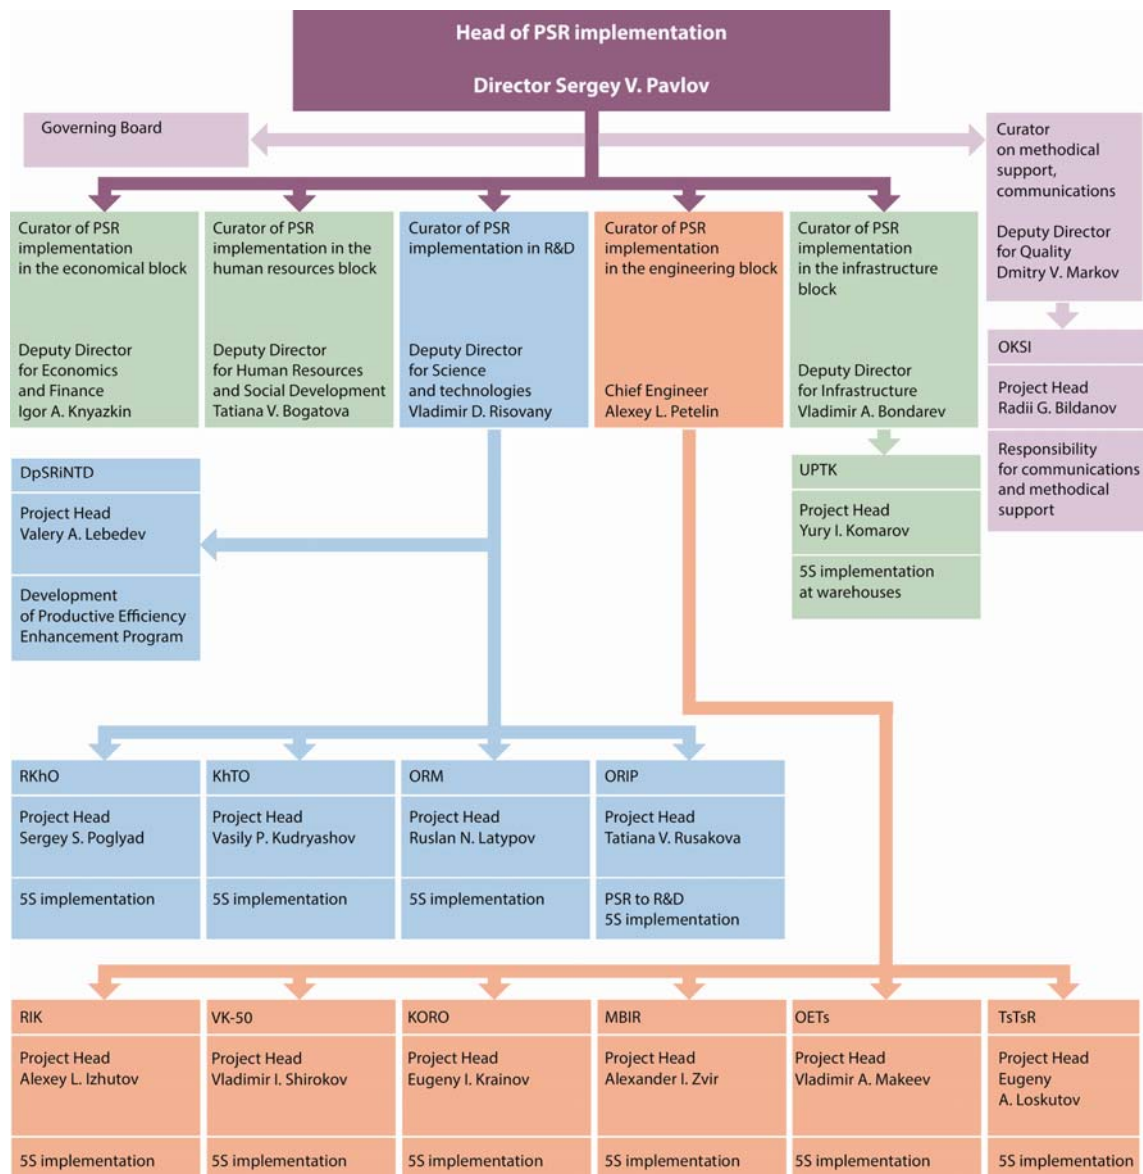 Head of PSR implementation
Director Sergey V. Pavlov
Governing Board
Curator
on methodical
support,
communications
Deputy Director
for Quality
Dmitry V. Markov
Curator of PSR
implementation
in the economical block
Deputy Director
for Economics
and Finance
Igor A. Knyazkin
Curator of PSR
implementation in the
human resources block
Deputy Director
for Human Resources
and Social Development
Tatiana V. Bogatova
Curator of PSR
implementation in R&D
Deputy Director
for Science
and technologies
Vladimir D. Risovany
Curator of PSR
implementation
in the engineering block
Chief Engineer
Alexey L. Petelin
Curator of PSR
implementation
in the infrastructure
block
Deputy Director
for Infrastructure
Vladimir A. Bondarev
OKSI
Project Head
Radii G. Bildanov
Responsibility
for communications
and methodical
support
DpSRiNTD
Project Head
Valery A. Lebedev
Development
of Productive Efficiency
Enhancement Program
UPTK
Project Head
Yury I. Komarov
5S implementation
at warehouses
RKhO
Project Head
Sergey S. Poglyad
5S implementation
KhTO
Project Head
Vasily P. Kudryashov
5S implementation
ORM
Project Head
Ruslan N. Latypov
5S implementation
ORIP
Project Head
Tatiana V. Rusakova
PSR to R&D
5S implementation
RIK
Project Head
Alexey L. Izhutov
5S implementation
VK-50
Project Head
Vladimir I. Shirokov
5S implementation
KORO
Project Head
Eugeny I. Krainov
5S implementation
MBIR
Project Head
Alexander I. Zvir
5S implementation
OETs
Project Head
Vladimir A. Makeev
5S implementation
TsTsR
Project Head
Eugeny
A. Loskutov
5S implementation